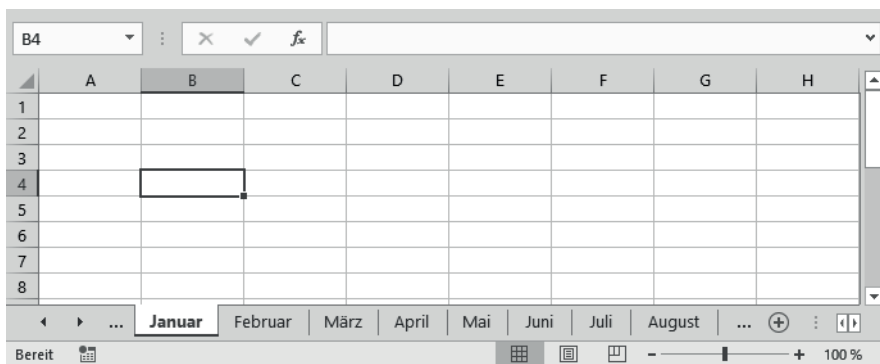 B4 fx
A B C D E F G H
1
2
3
4
5
6
7
8
... Januar Februar März April Mai Juni Juli August ...
Bereit 100 %